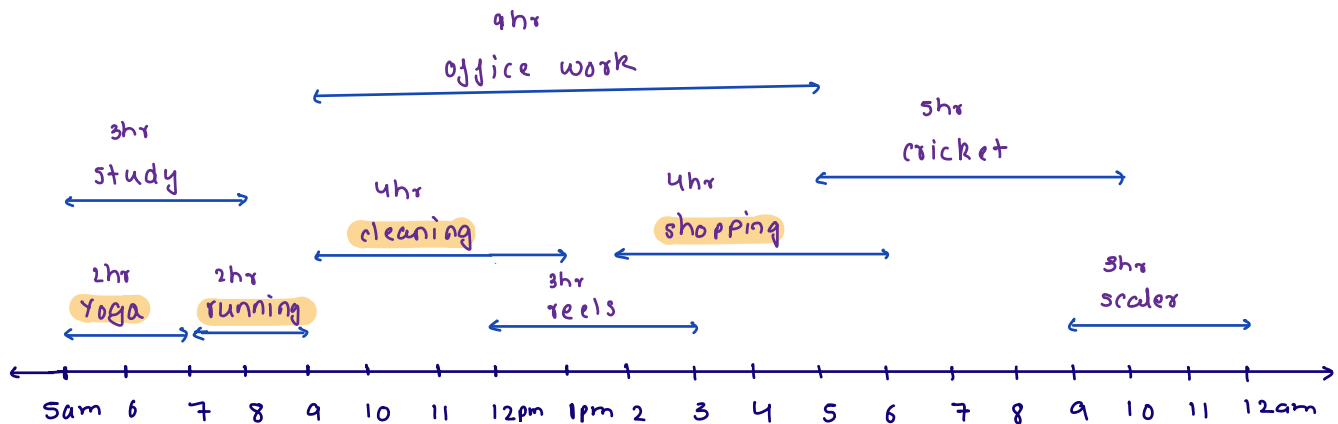 9hr
office work
5hr
cricket
3hr
study
4hr
cleaning
4hr
shopping
2hr
yoga
2hr
running
3hr
reels
3hr
scaler
5am 6 7 8 9 10 11 12pm 1pm 2 3 4 5 6 7 8 9 10 11 12am